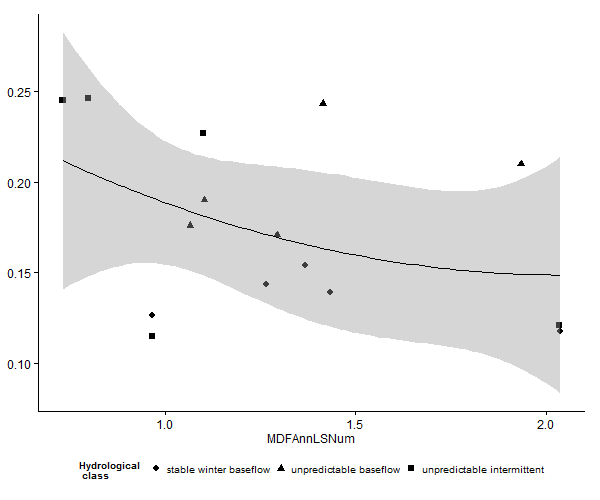 0.25
0.20
0.15
0.10
1.0 1.5 2.0
MDFAnnLSNum
Hydrological
class
stable winter baseflow unpredictable baseflow unpredictable intermittent